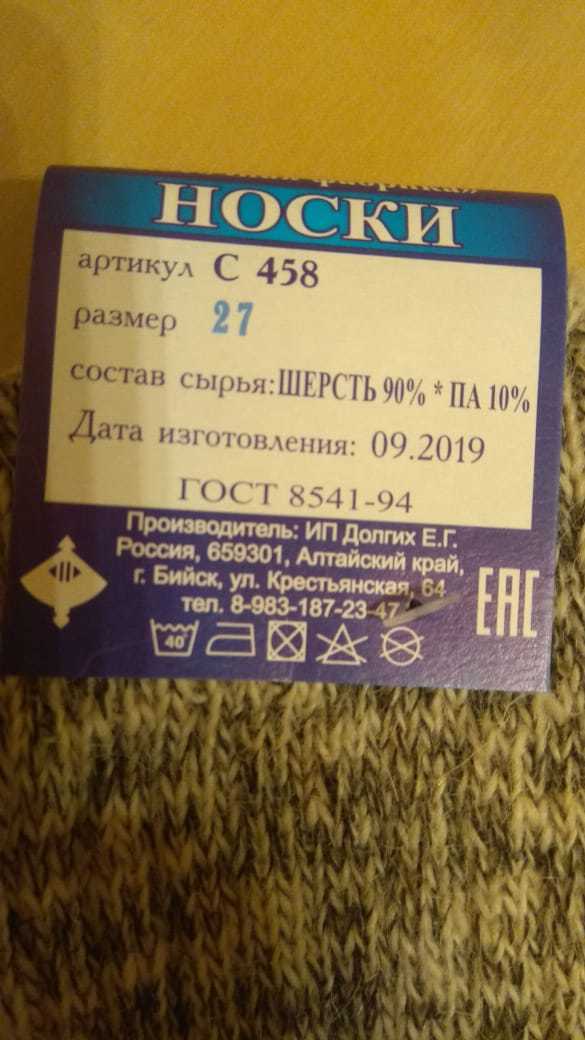 НОСКИ
артикул С 458
размер 27
состав сырья:ШЕРСТЬ 90% * ПА 10%
Дата изготовления: 09.2019
ГОСТ 8541-94
Производитель: ИП Долгих Е.Г.
Россия, 659301, Алтайский край,
г. Бийск, ул. Крестьянская, 64
тел. 8-983-187-23-47
EAC
40